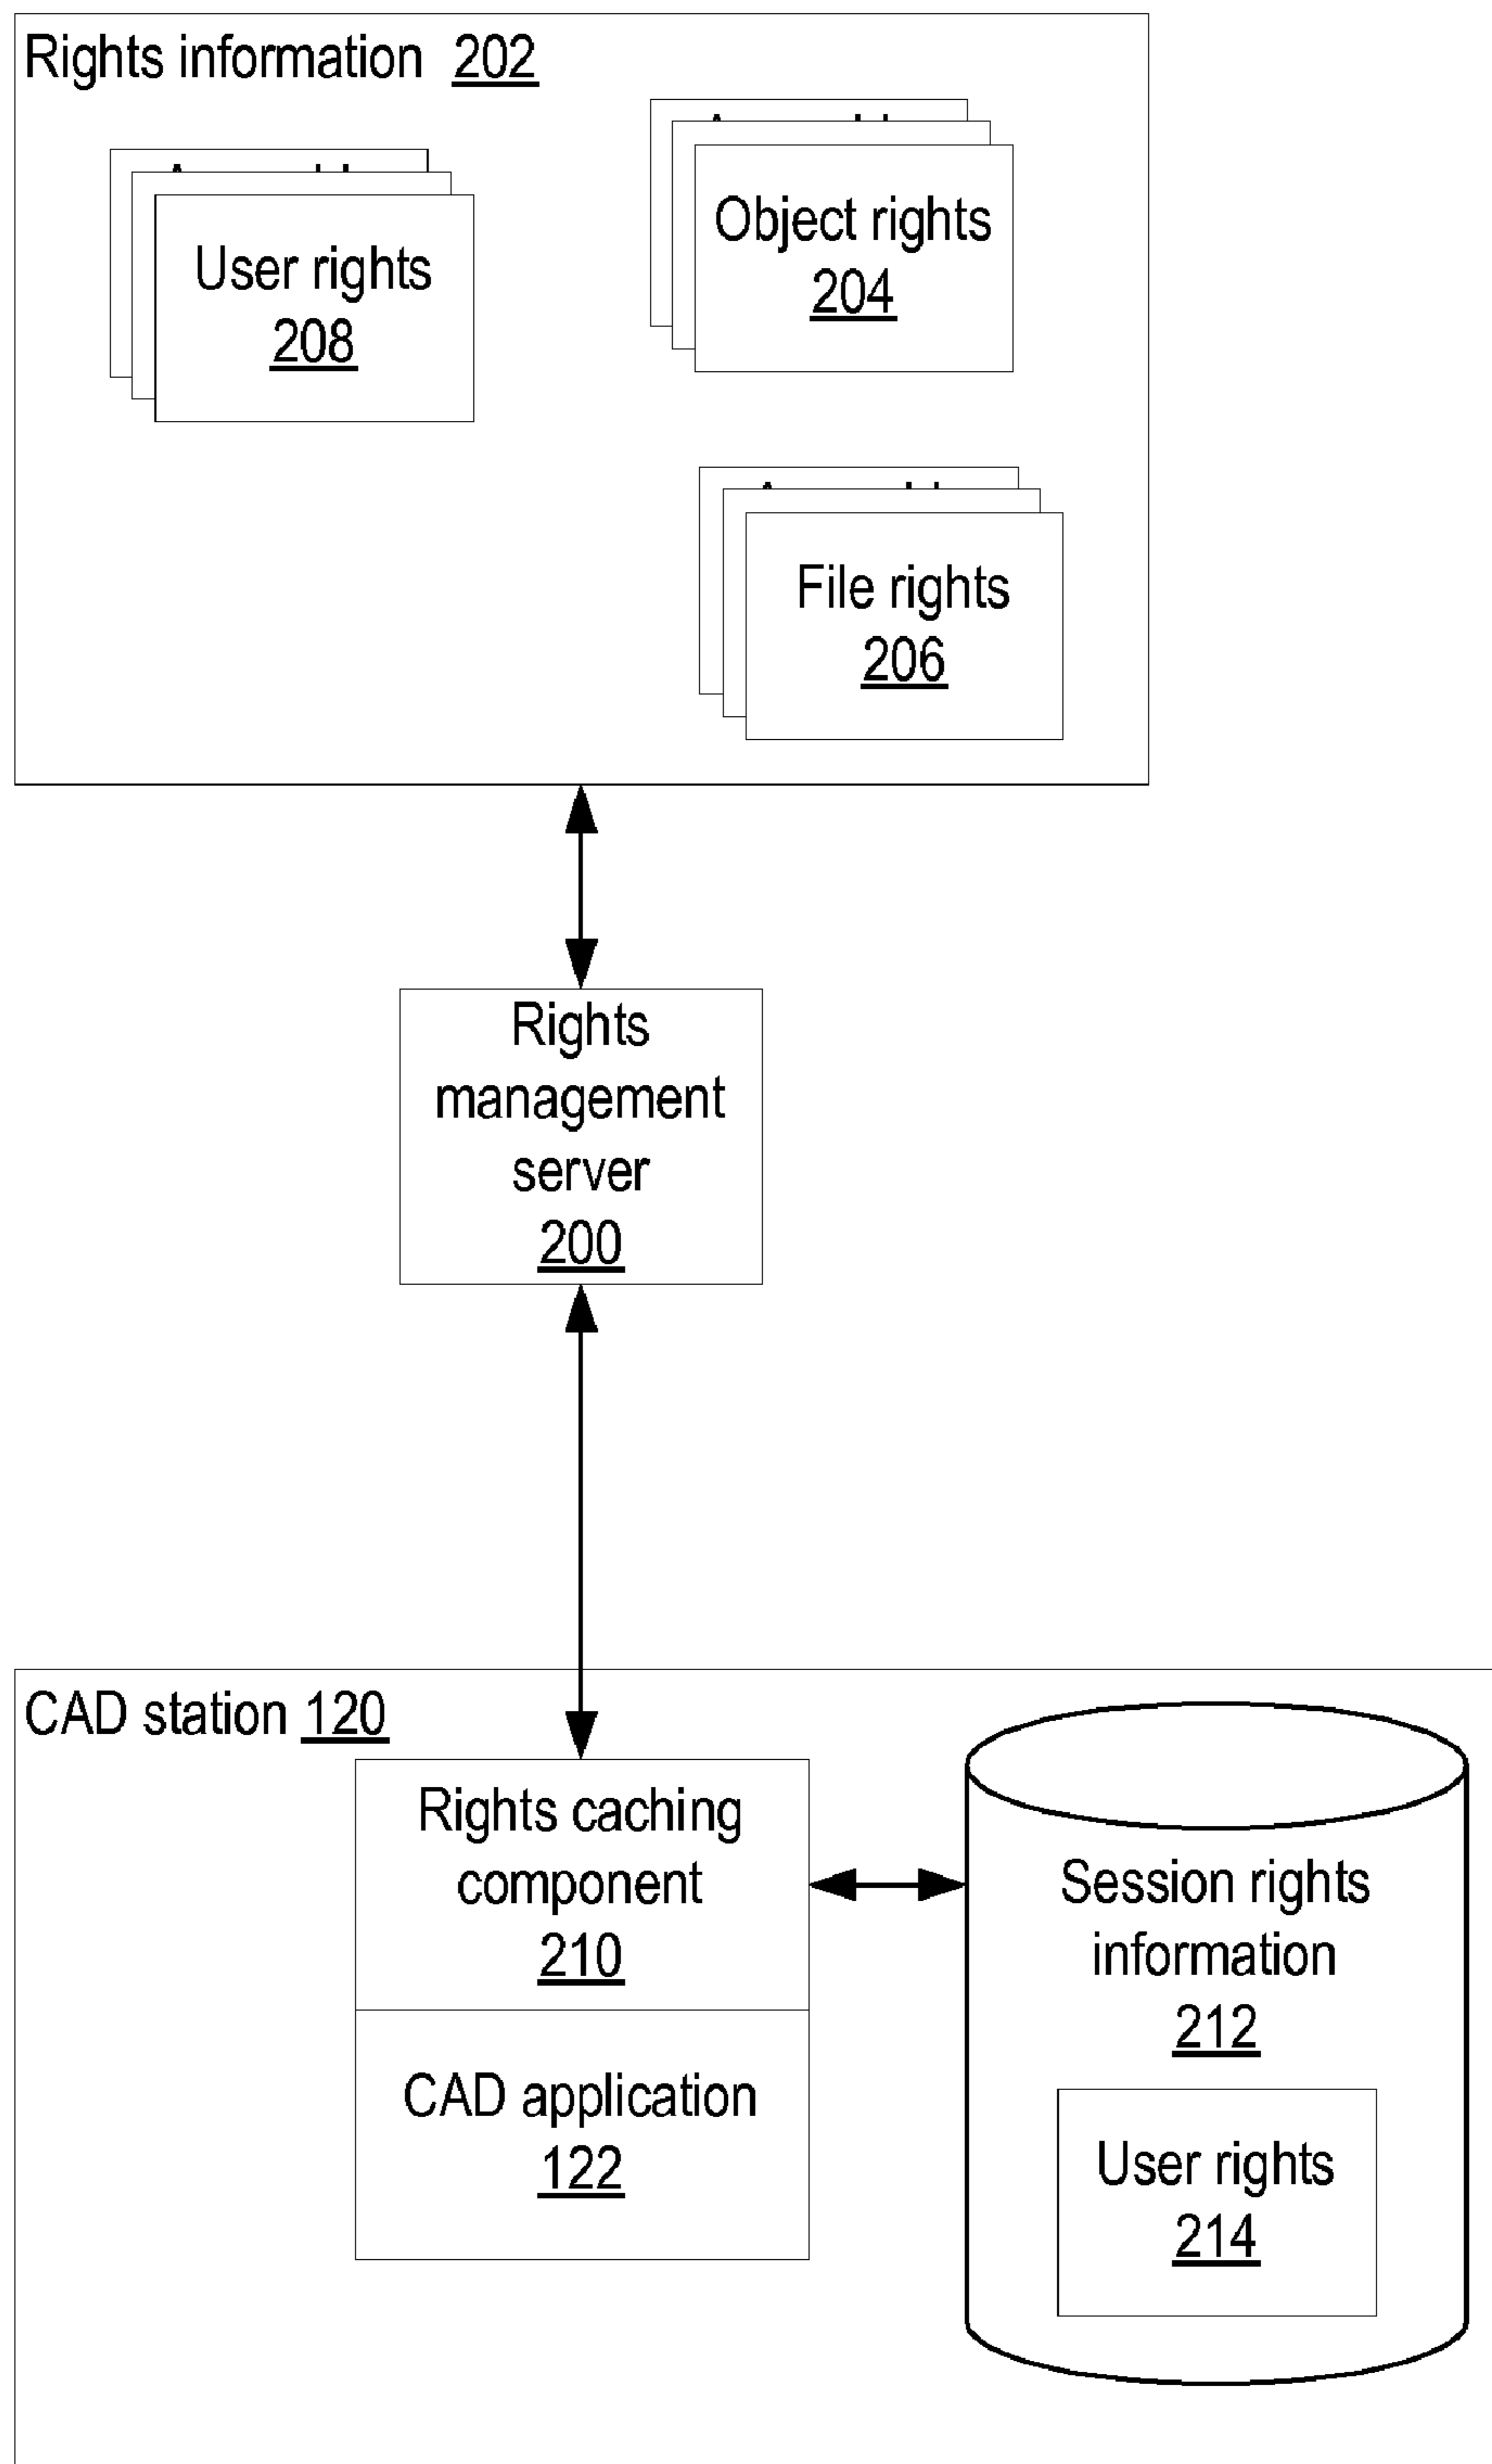 Rights information 202
User rights
208
Object rights
204
File rights
206
Rights
management
server
200
CAD station 120
Rights caching
component
210
CAD application
122
Session rights
information
212
User rights
214